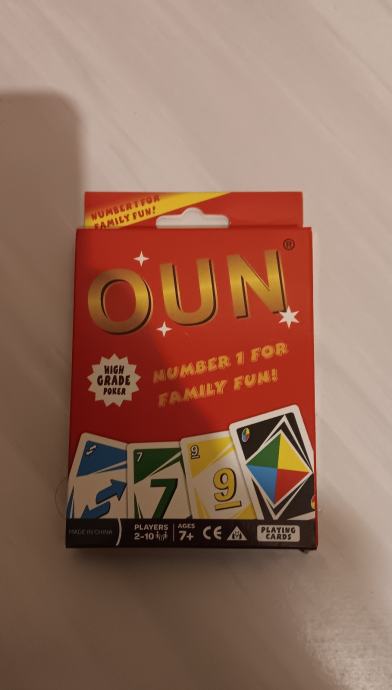 NUMBER 1 FOR
FAMILY FUN!
OUN®
NUMBER 1 FOR
FAMILY FUN!
HIGH
GRADE
POKER
7
7
9
9
MADE IN CHINA
PLAYERS
2-10
AGES
7+
CE
PLAYING
CARDS